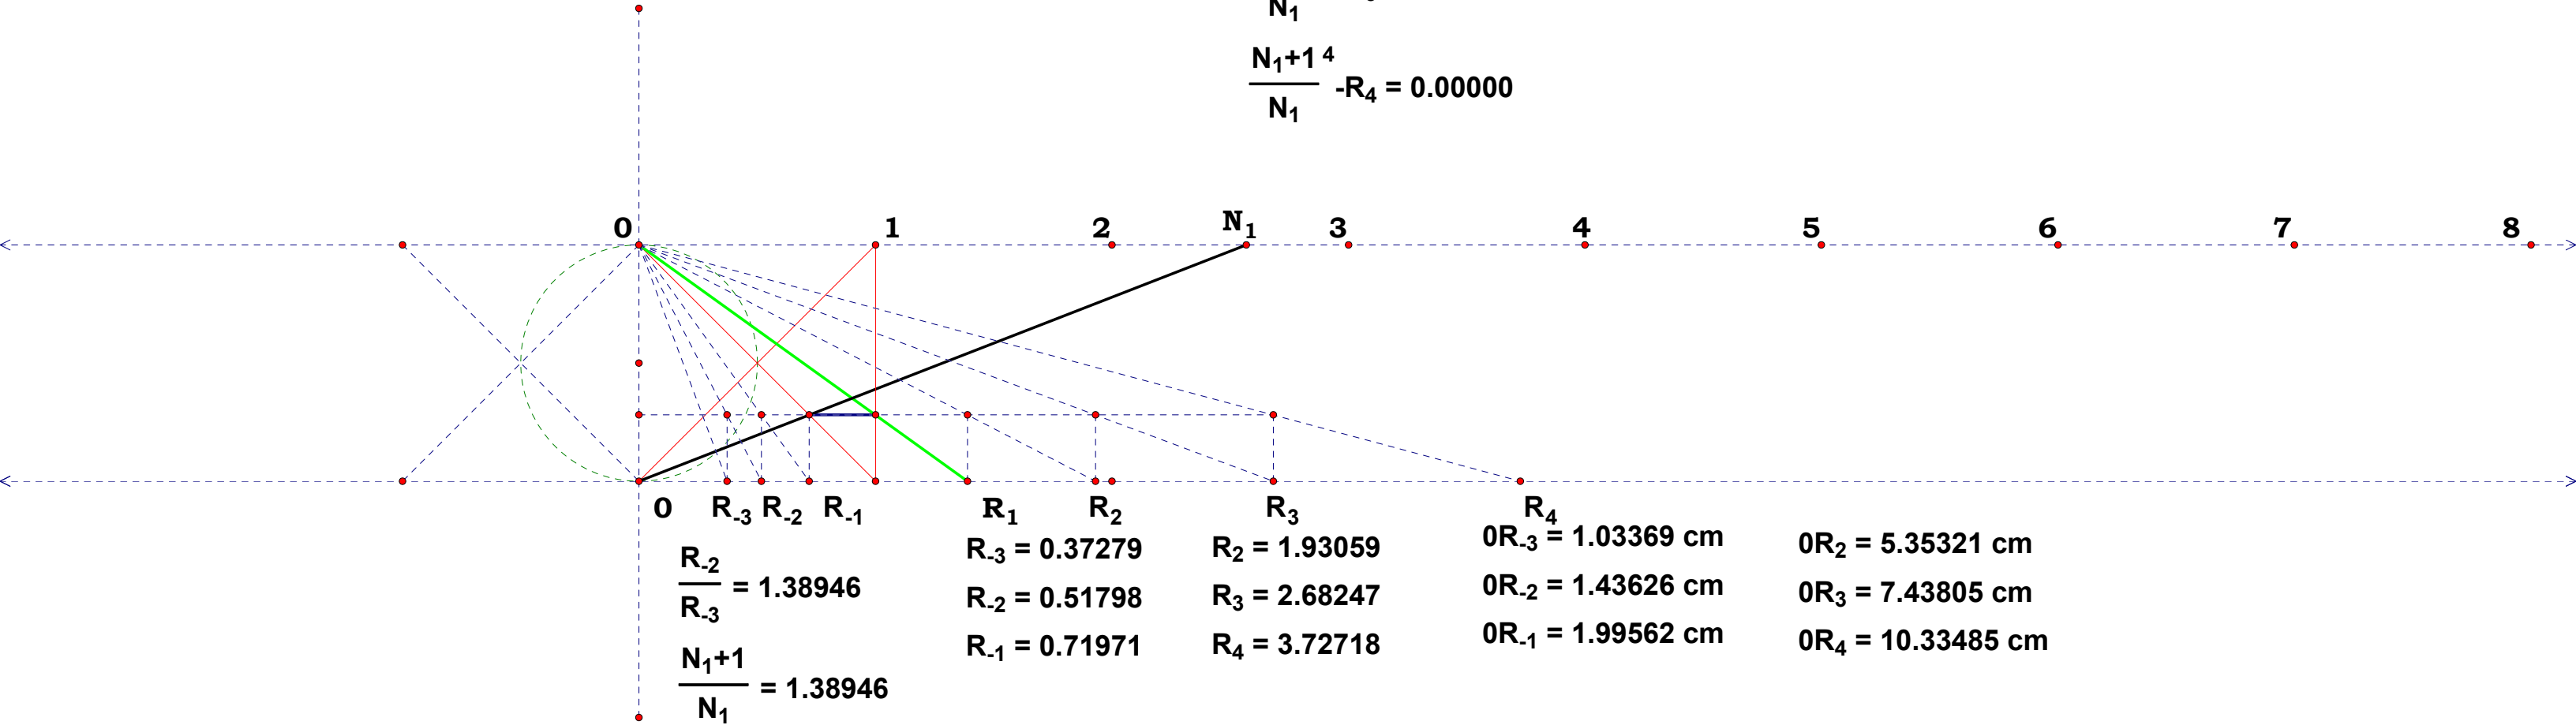 N₁
N₁+1 4
N₁
-R₄ = 0.00000
0 1 2 N₁ 3 4 5 6 7 8
0 R₋₃ R₋₂ R₋₁ R₁ R₂ R₃ R₄
R₋₂
R₋₃
= 1.38946
N₁+1
N₁
= 1.38946
R₋₃ = 0.37279
R₋₂ = 0.51798
R₋₁ = 0.71971
R₂ = 1.93059
R₃ = 2.68247
R₄ = 3.72718
0R₋₃ = 1.03369 cm
0R₋₂ = 1.43626 cm
0R₋₁ = 1.99562 cm
0R₂ = 5.35321 cm
0R₃ = 7.43805 cm
0R₄ = 10.33485 cm